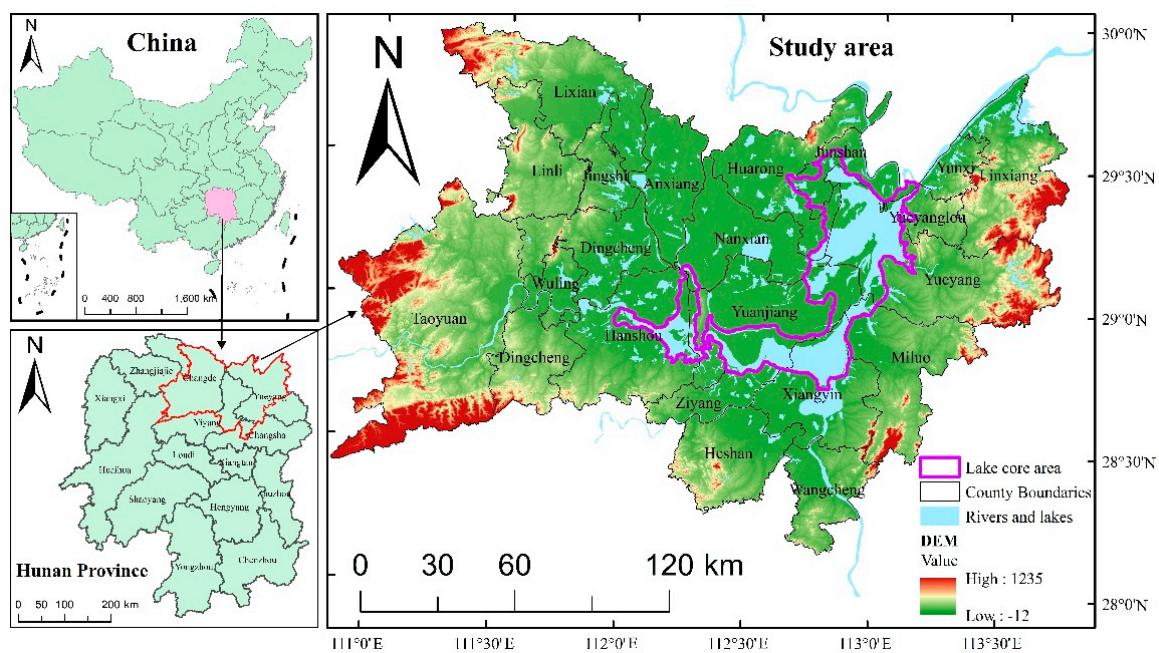 N
China
0 400 800 1,600 km
N
Zhangjiajie
Changde
Yueyang
Xiangxi
Yiyang
Changsha
Loudi
Xiangtan
Huaihua
Zhuzhou
Shaoyang
Hengyang
Yongzhou
Chenzhou
Hunan Province
0 50 100 200 km
N
Study area
Lixian
Linli
Jingshi
Anxiang
Huarong
Junshan
Yunxi
Linxiang
Yueyanglou
Dingcheng
Nanxian
Yueyang
Wuling
Taoyuan
Hanshou
Yuanjiang
Dingcheng
Miluo
Ziyang
Xiangyin
Heshan
Wangcheng
Lake core area
County Boundaries
Rivers and lakes
DEM
Value
High : 1235
Low : -12
0 30 60 120 km
30°0'N
29°30'N
29°0'N
28°30'N
28°0'N
111°0'E 111°30'E 112°0'E 112°30'E 113°0'E 113°30'E